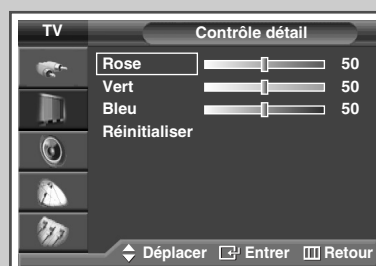 TV Contrôle détail
Rose 50
Vert 50
Bleu 50
Réinitialiser
Déplacer Entrer Retour